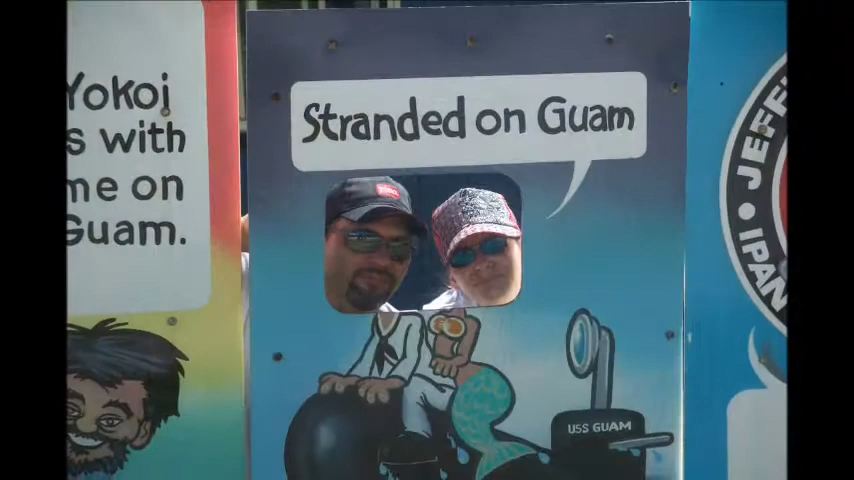 Yokoi
s with
me on
Guam.
Stranded on Guam
USS GUAM
JEFF
IPAN